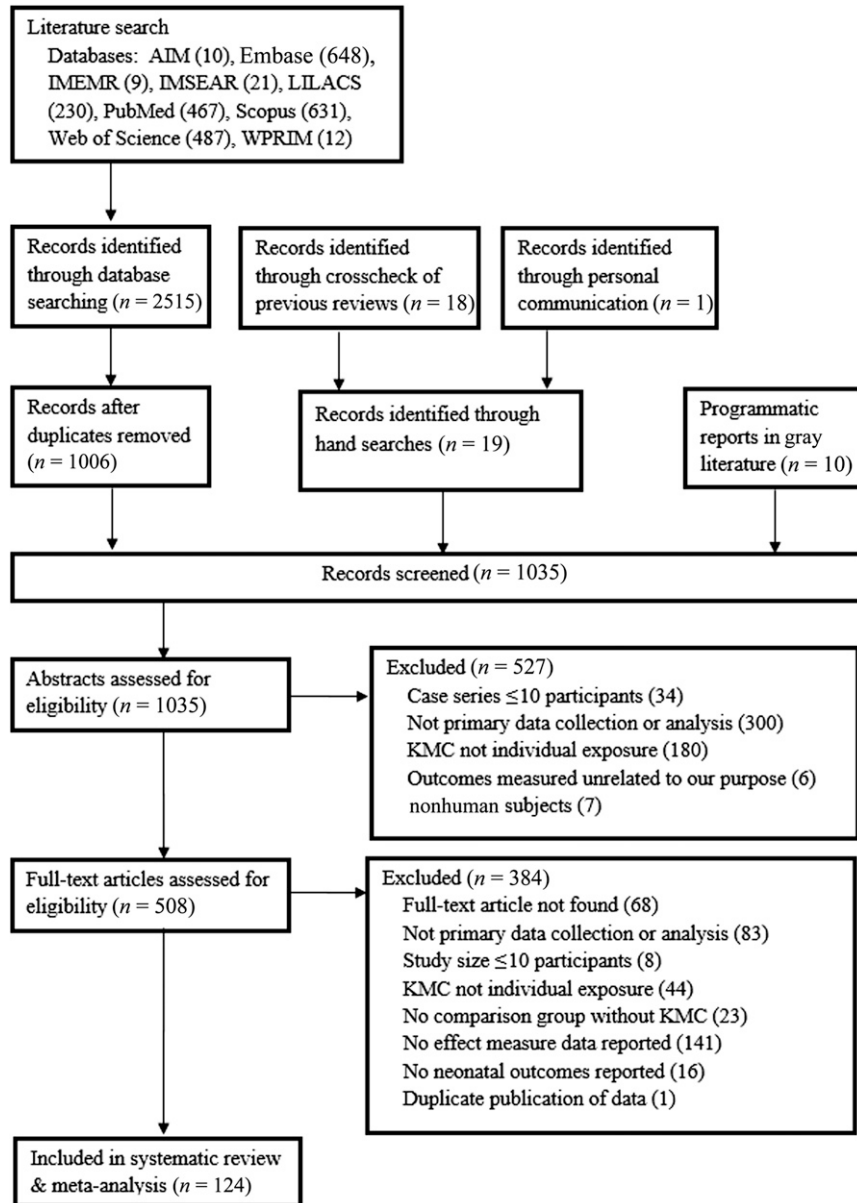 Literature search
Databases: AIM (10), Embase (648),
IMEMR (9), IMSEAR (21), LILACS
(230), PubMed (467), Scopus (631),
Web of Science (487), WPRIM (12)
Records identified
through database
searching (n = 2515)
Records identified
through crosscheck of
previous reviews (n = 18)
Records identified
through personal
communication (n = 1)
Records after
duplicates removed
(n = 1006)
Records identified through
hand searches (n = 19)
Programmatic
reports in gray
literature (n = 10)
Records screened (n = 1035)
Abstracts assessed for
eligibility (n = 1035)
Excluded (n = 527)
Case series ≤10 participants (34)
Not primary data collection or analysis (300)
KMC not individual exposure (180)
Outcomes measured unrelated to our purpose (6)
nonhuman subjects (7)
Full-text articles assessed for
eligibility (n = 508)
Excluded (n = 384)
Full-text article not found (68)
Not primary data collection or analysis (83)
Study size ≤10 participants (8)
KMC not individual exposure (44)
No comparison group without KMC (23)
No effect measure data reported (141)
No neonatal outcomes reported (16)
Duplicate publication of data (1)
Included in systematic review
& meta-analysis (n = 124)